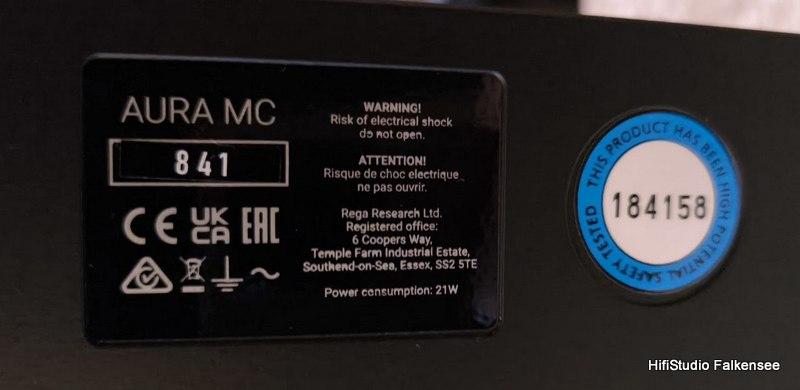 AURA MC
841
CE UK CA EAC
WARNING!
Risk of electrical shock
do not open.
ATTENTION!
Risque de choc electrique
ne pas ouvrir.
Rega Research Ltd.
Registered office:
6 Coopers Way,
Temple Farm Industrial Estate,
Southend-on-Sea, Essex, SS2 5TE
Power consumption: 21W
THIS PRODUCT HAS BEEN HIGH POTENTIAL SAFETY TESTED
184158
HifiStudio Falkensee